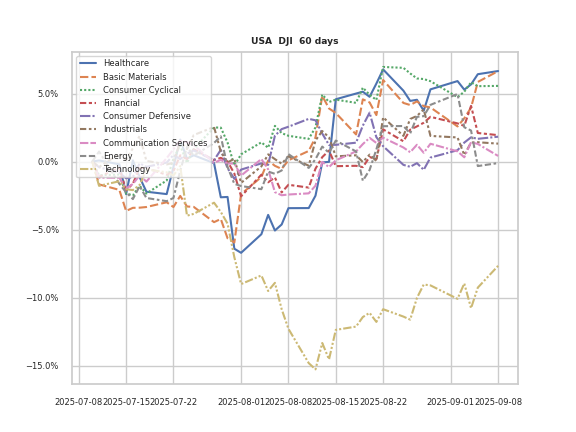 USA DJI 60 days
Healthcare
Basic Materials
Consumer Cyclical
Financial
Consumer Defensive
Industrials
Communication Services
Energy
Technology
5.0%
0.0%
−5.0%
−10.0%
−15.0%
2025-07-08 2025-07-15 2025-07-22 2025-08-01 2025-08-08 2025-08-15 2025-08-22 2025-09-01 2025-09-08